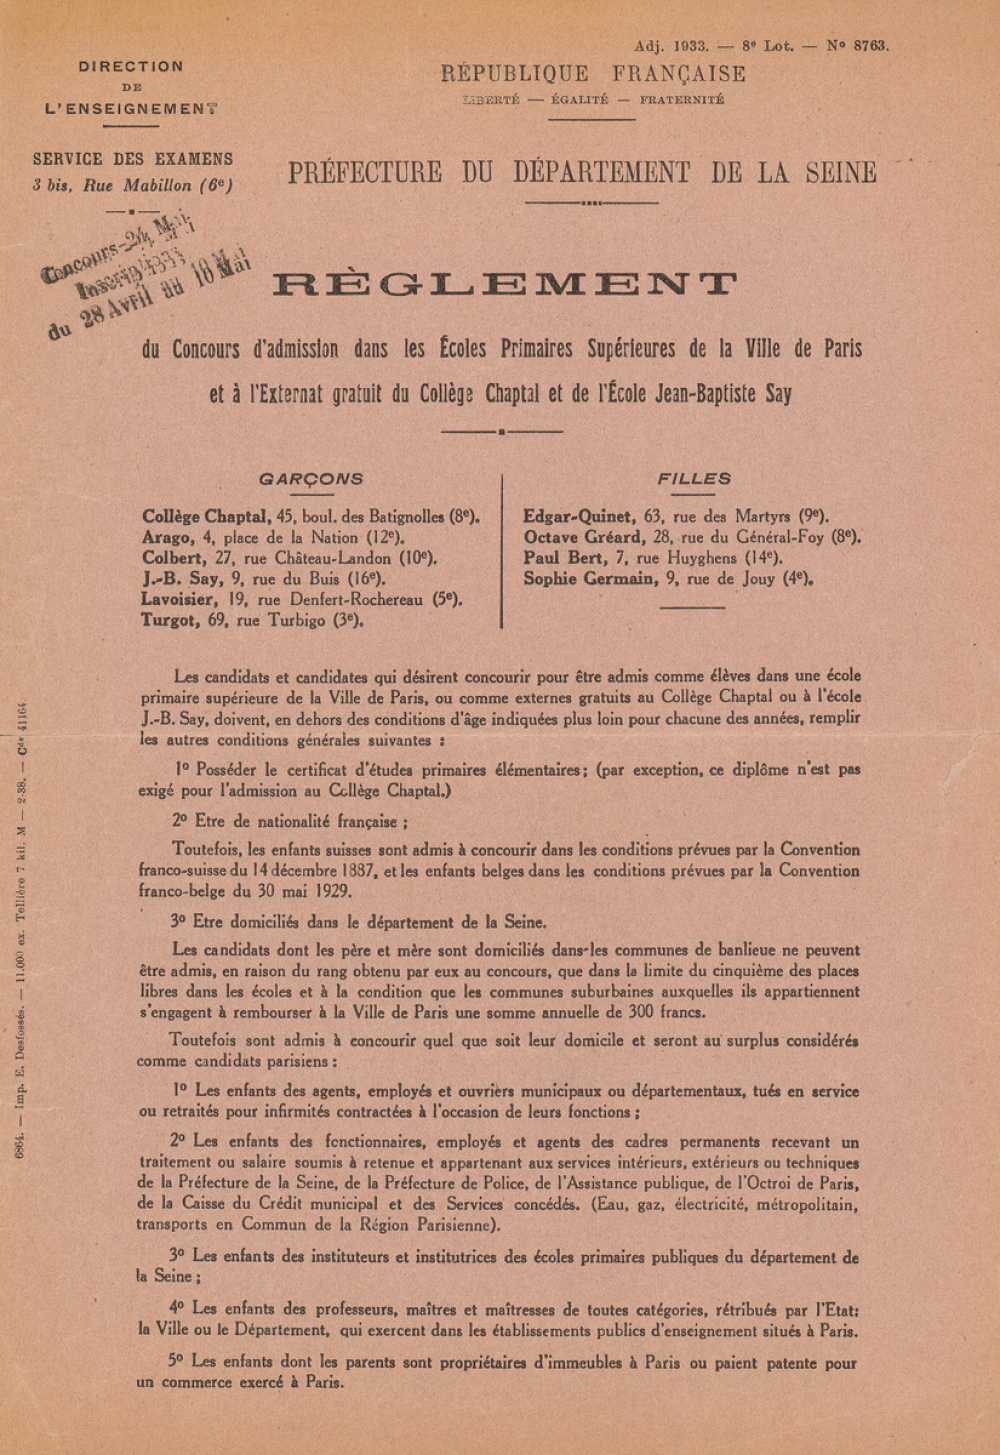 Adj. 1933. — 8e Lot. — No 8763.
DIRECTION
DE
L'ENSEIGNEMENT
RÉPUBLIQUE FRANÇAISE
LIBERTÉ — ÉGALITÉ — FRATERNITÉ
SERVICE DES EXAMENS
3 bis, Rue Mabillon (6e)
PRÉFECTURE DU DÉPARTEMENT DE LA SEINE
Concours-24 Mai
du 28 Avril au 10 Mai
RÈGLEMENT
du Concours d'admission dans les Écoles Primaires Supérieures de la Ville de Paris
et à l'Externat gratuit du Collège Chaptal et de l'École Jean-Baptiste Say
GARÇONS
Collège Chaptal, 45, boul. des Batignolles (8e).
Arago, 4, place de la Nation (12e).
Colbert, 27, rue Château-Landon (10e).
J.-B. Say, 9, rue du Buis (16e).
Lavoisier, 19, rue Denfert-Rochereau (5e).
Turgot, 69, rue Turbigo (3e).
FILLES
Edgar-Quinet, 63, rue des Martyrs (9e).
Octave Gréard, 28, rue du Général-Foy (8e).
Paul Bert, 7, rue Huyghens (14e).
Sophie Germain, 9, rue de Jouy (4e).
Les candidats et candidates qui désirent concourir pour être admis comme élèves dans une école
primaire supérieure de la Ville de Paris, ou comme externes gratuits au Collège Chaptal ou à l'école
J.-B. Say, doivent, en dehors des conditions d'âge indiquées plus loin pour chacune des années, remplir
les autres conditions générales suivantes :
1o Posséder le certificat d'études primaires élémentaires; (par exception, ce diplôme n'est pas
exigé pour l'admission au Collège Chaptal.)
2o Etre de nationalité française ;
Toutefois, les enfants suisses sont admis à concourir dans les conditions prévues par la Convention
franco-suisse du 14 décembre 1887, et les enfants belges dans les conditions prévues par la Convention
franco-belge du 30 mai 1929.
3o Etre domiciliés dans le département de la Seine.
Les candidats dont les père et mère sont domiciliés dans les communes de banlieue ne peuvent
être admis, en raison du rang obtenu par eux au concours, que dans la limite du cinquième des places
libres dans les écoles et à la condition que les communes suburbaines auxquelles ils appartiennent
s'engagent à rembourser à la Ville de Paris une somme annuelle de 300 francs.
Toutefois sont admis à concourir quel que soit leur domicile et seront au surplus considérés
comme candidats parisiens :
1o Les enfants des agents, employés et ouvriers municipaux ou départementaux, tués en service
ou retraités pour infirmités contractées à l'occasion de leurs fonctions ;
2o Les enfants des fonctionnaires, employés et agents des cadres permanents recevant un
traitement ou salaire soumis à retenue et appartenant aux services intérieurs, extérieurs ou techniques
de la Préfecture de la Seine, de la Préfecture de Police, de l'Assistance publique, de l'Octroi de Paris,
de la Caisse du Crédit municipal et des Services concédés. (Eau, gaz, électricité, métropolitain,
transports en Commun de la Région Parisienne).
3o Les enfants des instituteurs et institutrices des écoles primaires publiques du département de
la Seine ;
4o Les enfants des professeurs, maîtres et maîtresses de toutes catégories, rétribués par l'Etat;
la Ville ou le Département, qui exercent dans les établissements publics d'enseignement situés à Paris.
5o Les enfants dont les parents sont propriétaires d'immeubles à Paris ou paient patente pour
un commerce exercé à Paris.
6864. — Imp. E. Desfossés. — 11.000 ex. Tellière 7 kil. M — 2-38. — Cde 41164